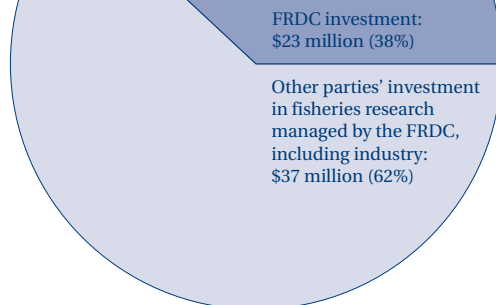 FRDC investment:
$23 million (38%)
Other parties’ investment
in fisheries research
managed by the FRDC,
including industry:
$37 million (62%)